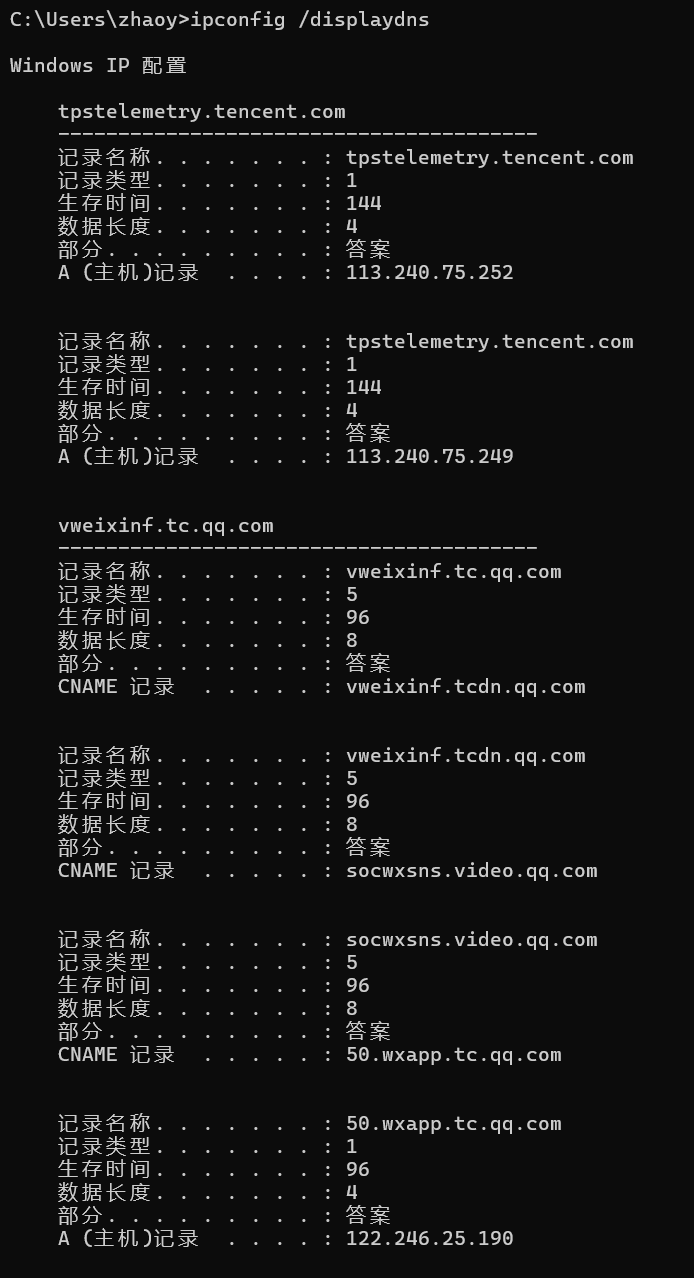 C:\Users\zhaoy>ipconfig /displaydns
Windows IP 配置
tpstelemetry.tencent.com
----------------------------------------
记录名称. . . . . . . : tpstelemetry.tencent.com
记录类型. . . . . . . : 1
生存时间. . . . . . . : 144
数据长度. . . . . . . : 4
部分. . . . . . . . . : 答案
A (主机)记录  . . . . : 113.240.75.252
记录名称. . . . . . . : tpstelemetry.tencent.com
记录类型. . . . . . . : 1
生存时间. . . . . . . : 144
数据长度. . . . . . . : 4
部分. . . . . . . . . : 答案
A (主机)记录  . . . . : 113.240.75.249
vweixinf.tc.qq.com
----------------------------------------
记录名称. . . . . . . : vweixinf.tc.qq.com
记录类型. . . . . . . : 5
生存时间. . . . . . . : 96
数据长度. . . . . . . : 8
部分. . . . . . . . . : 答案
CNAME 记录  . . . . . : vweixinf.tcdn.qq.com
记录名称. . . . . . . : vweixinf.tcdn.qq.com
记录类型. . . . . . . : 5
生存时间. . . . . . . : 96
数据长度. . . . . . . : 8
部分. . . . . . . . . : 答案
CNAME 记录  . . . . . : socwxsns.video.qq.com
记录名称. . . . . . . : socwxsns.video.qq.com
记录类型. . . . . . . : 5
生存时间. . . . . . . : 96
数据长度. . . . . . . : 8
部分. . . . . . . . . : 答案
CNAME 记录  . . . . . : 50.wxapp.tc.qq.com
记录名称. . . . . . . : 50.wxapp.tc.qq.com
记录类型. . . . . . . : 1
生存时间. . . . . . . : 96
数据长度. . . . . . . : 4
部分. . . . . . . . . : 答案
A (主机)记录  . . . . : 122.246.25.190